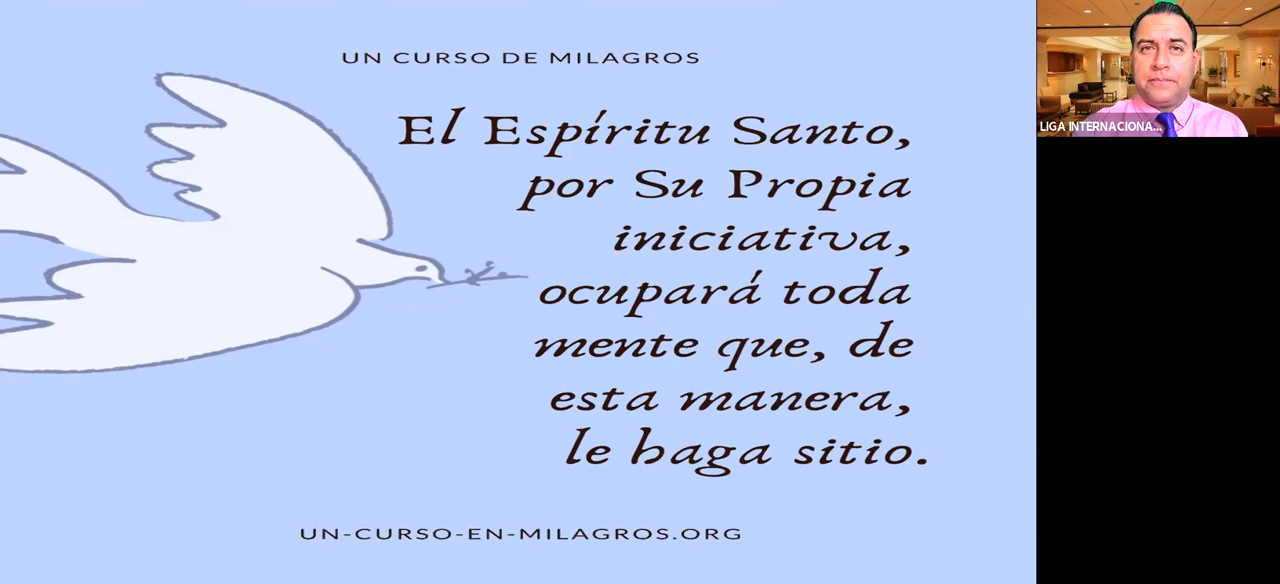 UN CURSO DE MILAGROS
El Espíritu Santo,
por Su Propia
iniciativa,
ocupará toda
mente que, de
esta manera,
le haga sitio.
UN-CURSO-EN-MILAGROS.ORG
LIGA INTERNACIONA...